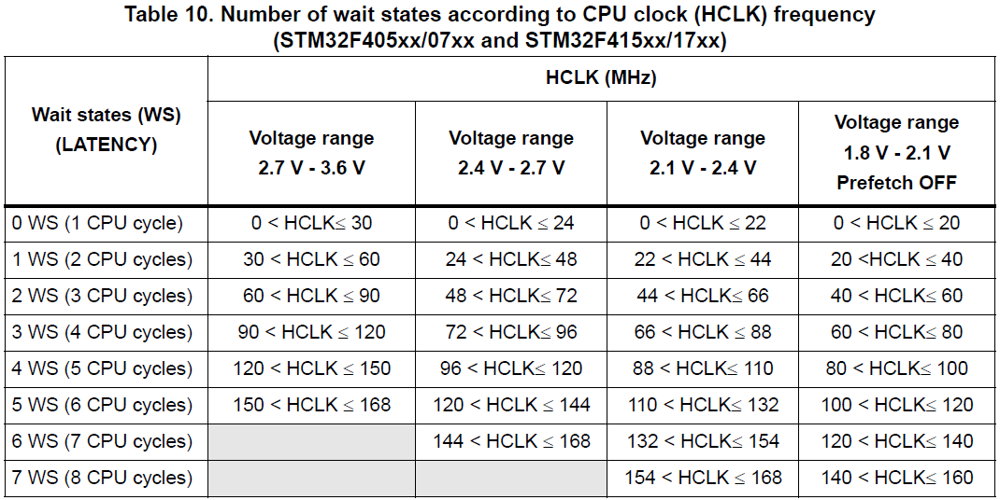 Table 10. Number of wait states according to CPU clock (HCLK) frequency
(STM32F405xx/07xx and STM32F415xx/17xx)
Wait states (WS)
(LATENCY)
HCLK (MHz)
Voltage range
2.7 V - 3.6 V
Voltage range
2.4 V - 2.7 V
Voltage range
2.1 V - 2.4 V
Voltage range
1.8 V - 2.1 V
Prefetch OFF
0 WS (1 CPU cycle) 0 < HCLK≤ 30 0 < HCLK ≤ 24 0 < HCLK ≤ 22 0 < HCLK ≤ 20
1 WS (2 CPU cycles) 30 < HCLK ≤ 60 24 < HCLK≤ 48 22 < HCLK ≤ 44 20 <HCLK ≤ 40
2 WS (3 CPU cycles) 60 < HCLK ≤ 90 48 < HCLK≤ 72 44 < HCLK≤ 66 40 < HCLK≤ 60
3 WS (4 CPU cycles) 90 < HCLK ≤ 120 72 < HCLK≤ 96 66 < HCLK≤ 88 60 < HCLK≤ 80
4 WS (5 CPU cycles) 120 < HCLK ≤ 150 96 < HCLK≤ 120 88 < HCLK≤ 110 80 < HCLK≤ 100
5 WS (6 CPU cycles) 150 < HCLK ≤ 168 120 < HCLK≤ 144 110 < HCLK≤ 132 100 < HCLK≤ 120
6 WS (7 CPU cycles) 144 < HCLK ≤ 168 132 < HCLK≤ 154 120 < HCLK≤ 140
7 WS (8 CPU cycles) 154 < HCLK ≤ 168 140 < HCLK≤ 160